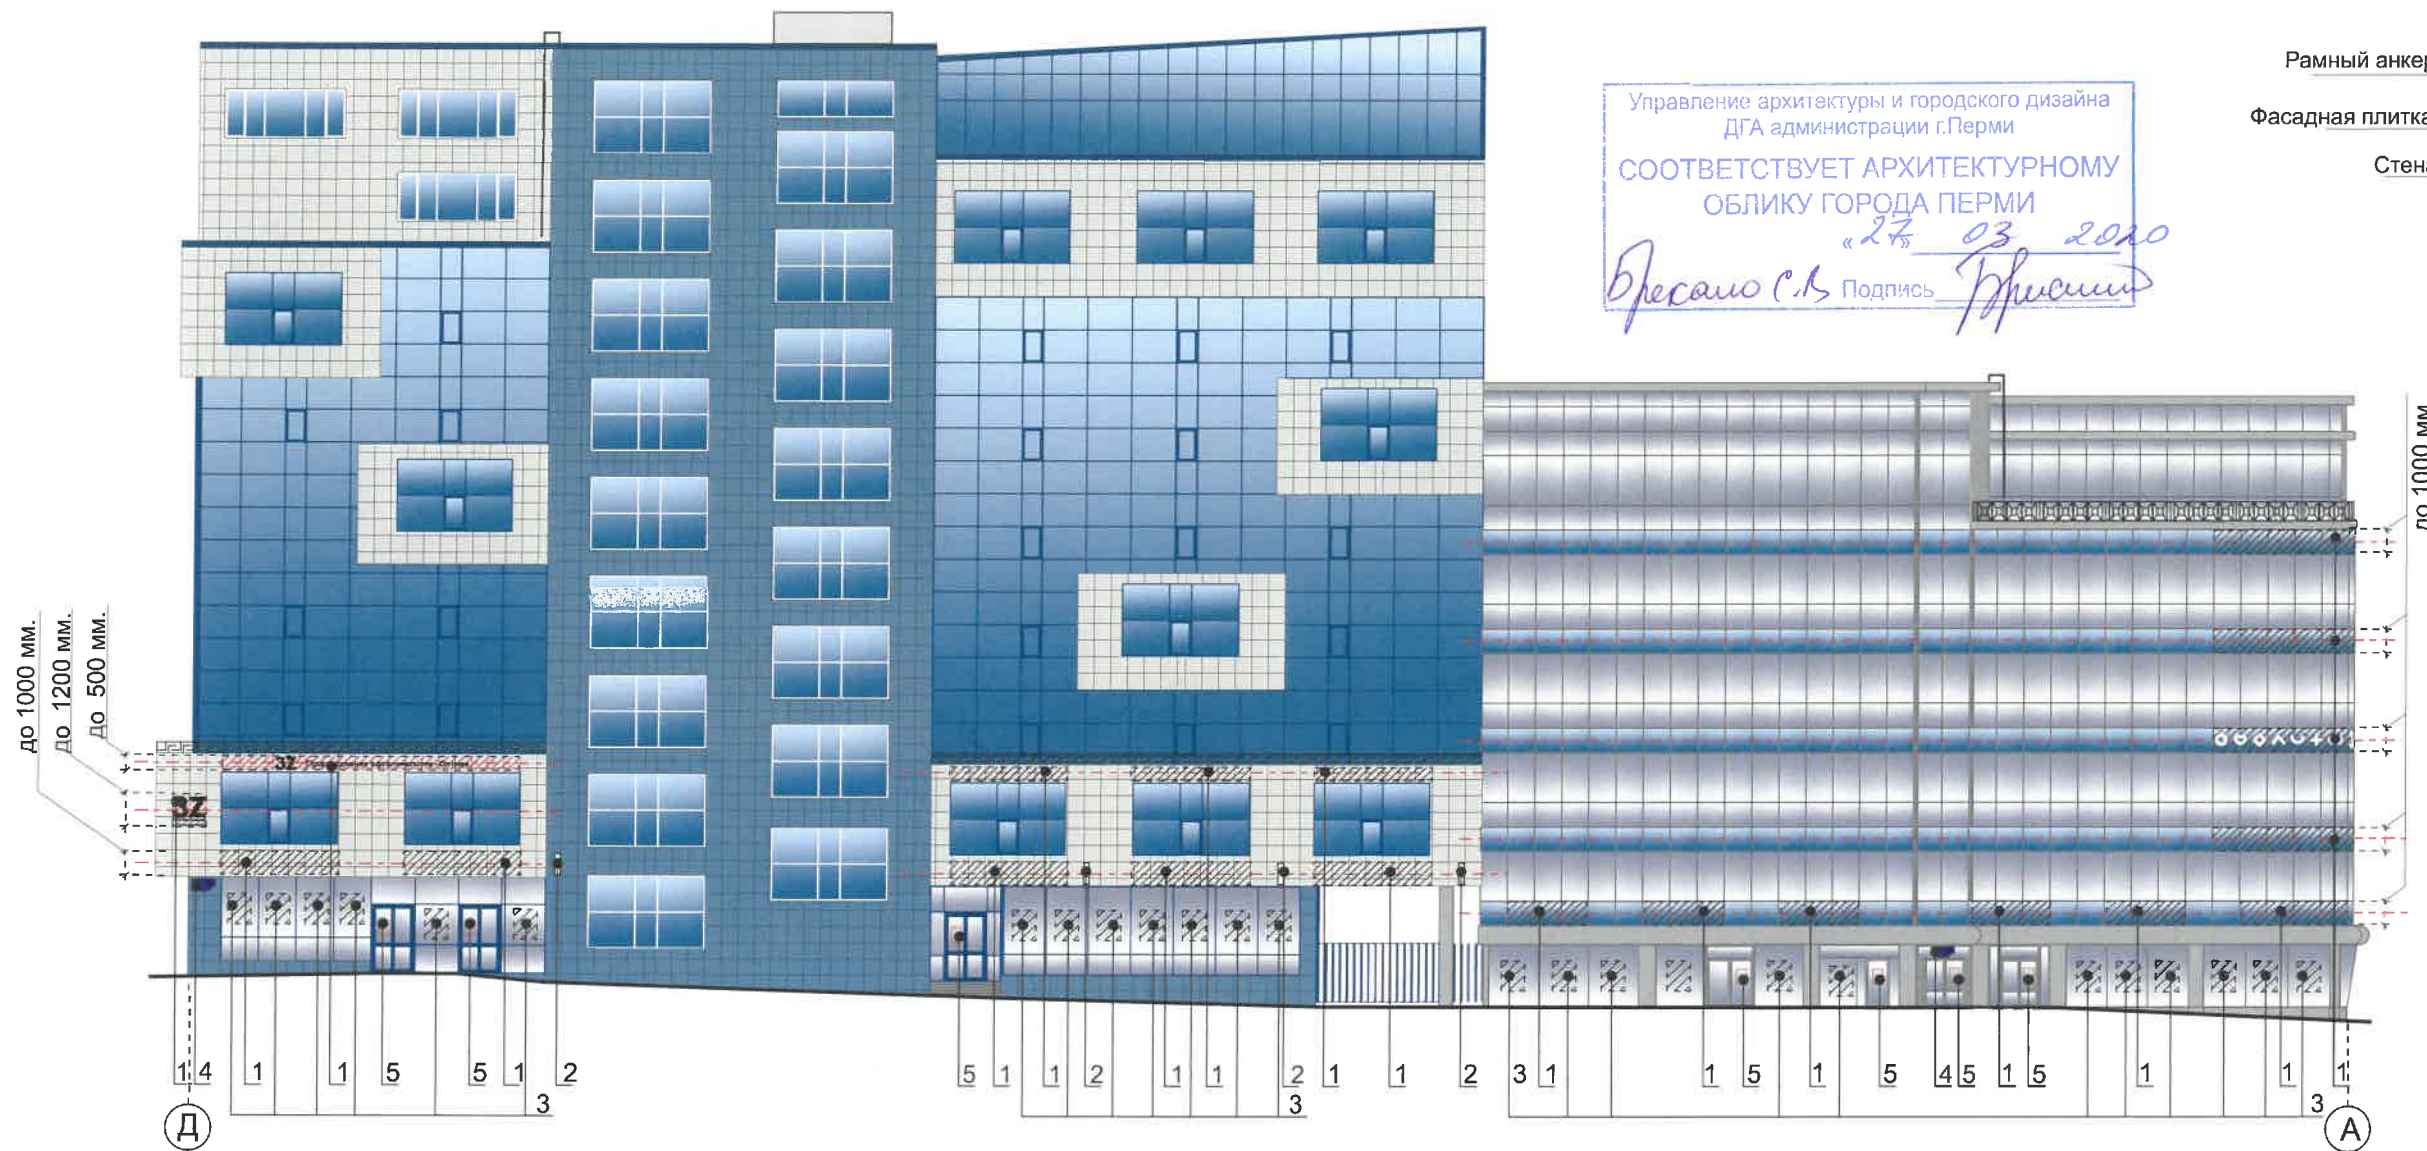 Рамный анкер
Фасадная плитка
Стена
Управление архитектуры и городского дизайна
ДГА администрации г.Перми
СООТВЕТСТВУЕТ АРХИТЕКТУРНОМУ
ОБЛИКУ ГОРОДА ПЕРМИ
«27» 03 2020
С.В Подпись
до 1000 мм
до 1000 мм.
до 1200 мм.
до 500 мм.
3Z
3Z
1 4 1 1 5 5 1 2 5 1 1 2 1 1 2 1 1 2 3 1 1 5 1 5 4 5 1 5 1 1 1
3 3 3
Д А